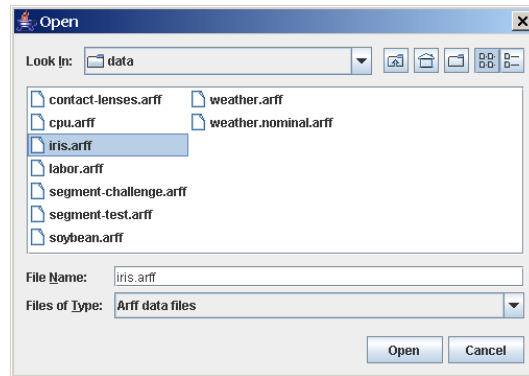 Open
Look In: data
contact-lenses.arff
cpu.arff
iris.arff
labor.arff
segment-challenge.arff
segment-test.arff
soybean.arff
weather.arff
weather.nominal.arff
File Name: iris.arff
Files of Type: Arff data files
Open Cancel